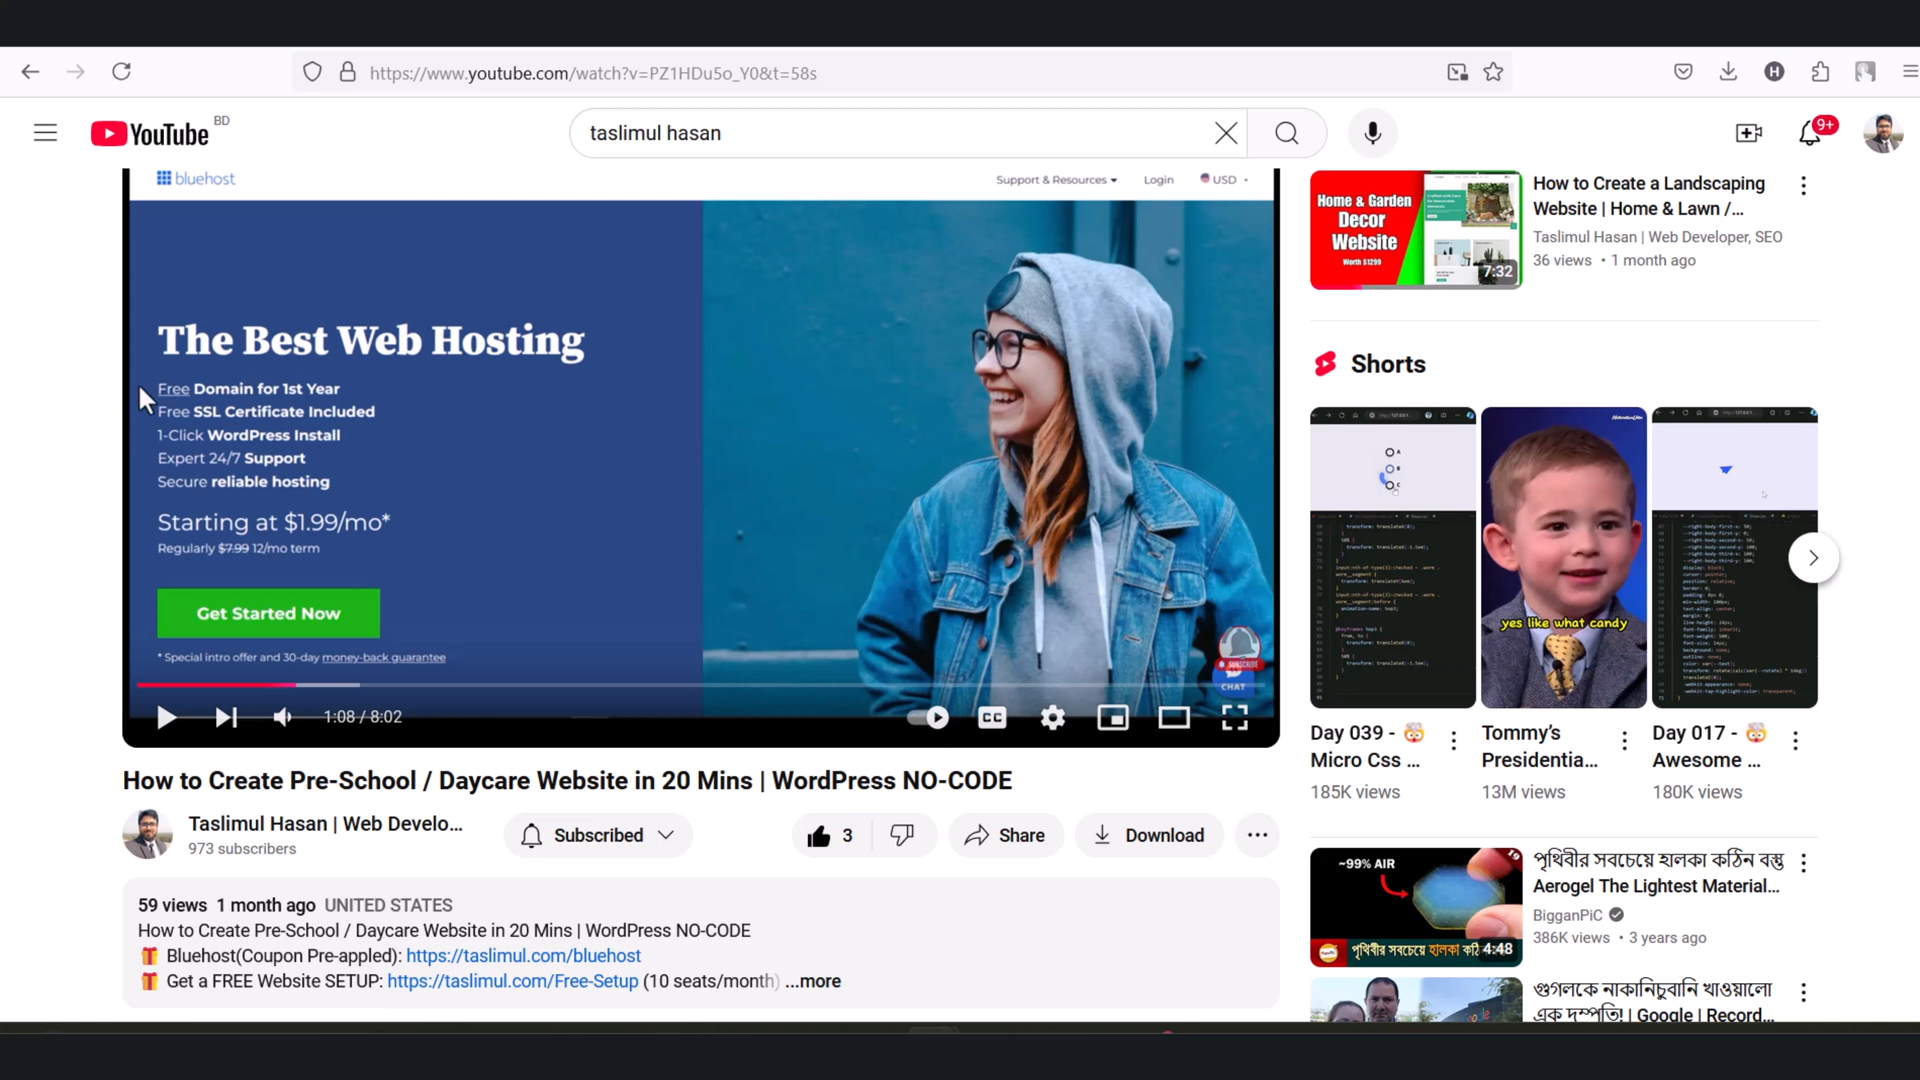 https://www.youtube.com/watch?v=PZ1HDu5o_Y0&t=58s
H
YouTube BD
taslimul hasan
9+
bluehost
Support & Resources
Login
USD
The Best Web Hosting
Free Domain for 1st Year
Free SSL Certificate Included
1-Click WordPress Install
Expert 24/7 Support
Secure reliable hosting
Starting at $1.99/mo*
Regularly $7.99 12/mo term
Get Started Now
* Special intro offer and 30-day money-back guarantee
SUBSCRIBE
CHAT
1:08 / 8:02
CC
How to Create Pre-School / Daycare Website in 20 Mins | WordPress NO-CODE
Taslimul Hasan | Web Develo...
973 subscribers
Subscribed
3
Share
Download
59 views 1 month ago UNITED STATES
How to Create Pre-School / Daycare Website in 20 Mins | WordPress NO-CODE
Bluehost(Coupon Pre-appled): https://taslimul.com/bluehost
Get a FREE Website SETUP: https://taslimul.com/Free-Setup (10 seats/month) ...more
Home & Garden
Decor
Website
Worth $1299
7:32
How to Create a Landscaping
Website | Home & Lawn /...
Taslimul Hasan | Web Developer, SEO
36 views • 1 month ago
Shorts
yes like what candy
Day 039 - 🤯
Micro Css ...
185K views
Tommy's
Presidentia...
13M views
Day 017 - 🤯
Awesome ...
180K views
~99% AIR
19
পৃথিবীর সবচেয়ে হালকা কঠি
4:48
পৃথিবীর সবচেয়ে হালকা কঠিন বস্তু
Aerogel The Lightest Material...
BigganPiC
386K views • 3 years ago
গুগলকে নাকানিচুবানি খাওয়ালো
এক দম্পতি! | Google | Record...